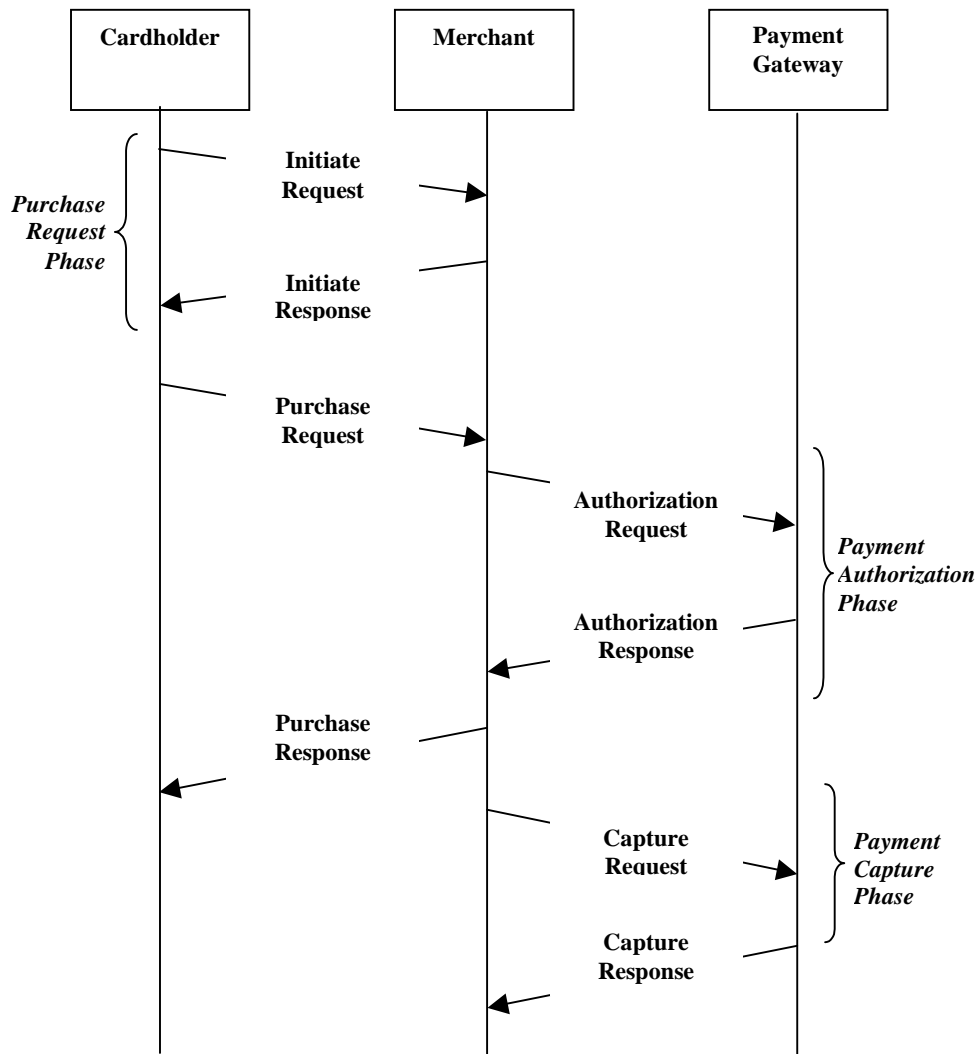 Cardholder
Merchant
Payment
Gateway
Initiate
Request
Purchase
Request
Phase
Initiate
Response
Purchase
Request
Authorization
Request
Payment
Authorization
Phase
Authorization
Response
Purchase
Response
Capture
Request
Payment
Capture
Phase
Capture
Response